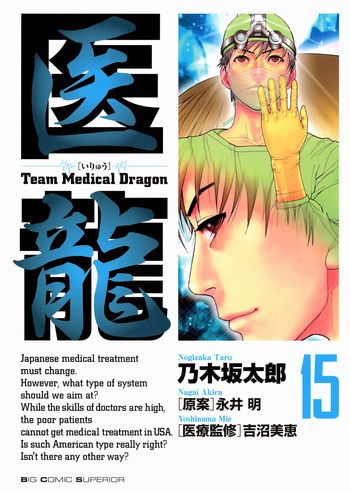 医
[いりゅう]
Team Medical Dragon
龍
Nogizaka Taro
乃木坂太郎
Nagai Akira
[原案]永井 明
Yoshinuma Mie
[医療監修]吉沼美恵
15
Japanese medical treatment
must change.
However, what type of system
should we aim at?
While the skills of doctors are high,
the poor patients
cannot get medical treatment in USA.
Is such American type really right?
Isn't there any other way?
BIG COMIC SUPERIOR